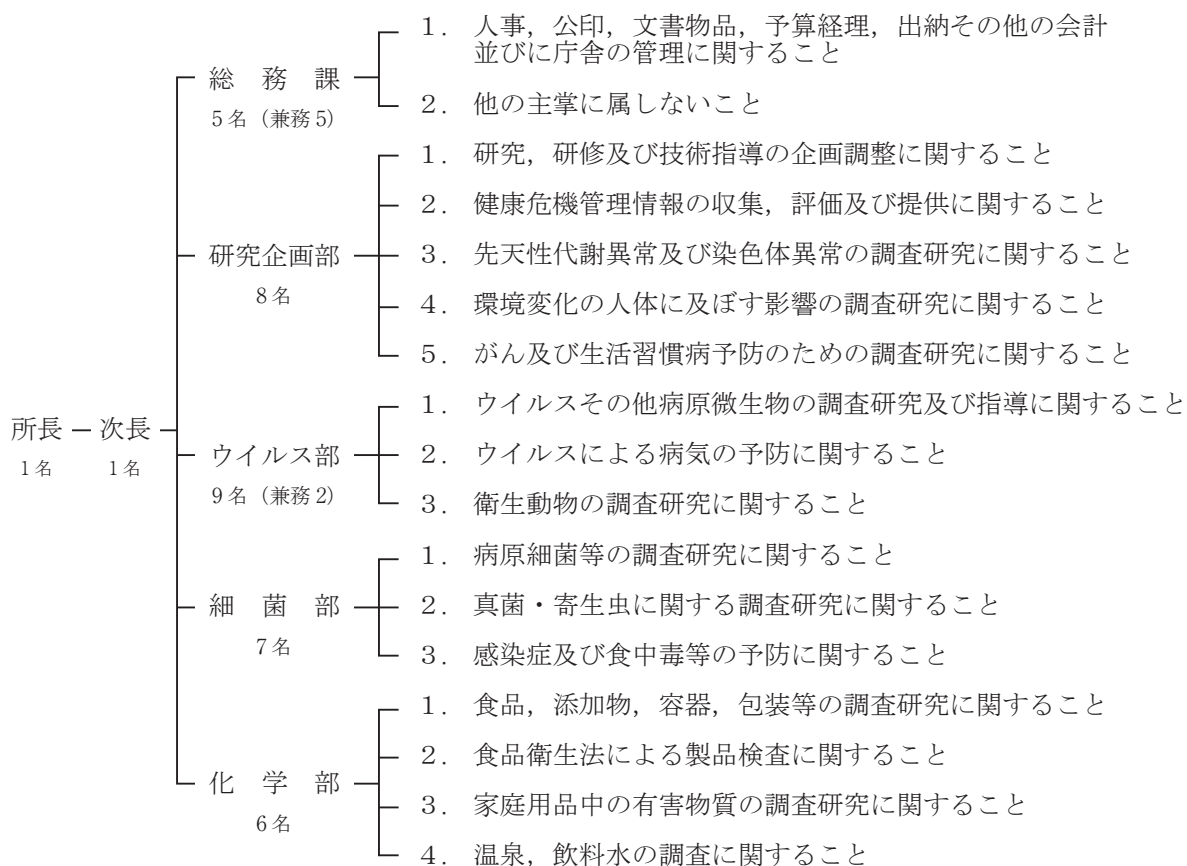 1．人事，公印，文書物品，予算経理，出納その他の会計
並びに庁舎の管理に関すること
総務課
5名（兼務5）
2．他の主掌に属しないこと
1．研究，研修及び技術指導の企画調整に関すること
2．健康危機管理情報の収集，評価及び提供に関すること
研究企画部
8名
3．先天性代謝異常及び染色体異常の調査研究に関すること
4．環境変化の人体に及ぼす影響の調査研究に関すること
5．がん及び生活習慣病予防のための調査研究に関すること
所長 － 次長
1名 1名
1．ウイルスその他病原微生物の調査研究及び指導に関すること
ウイルス部
9名（兼務2）
2．ウイルスによる病気の予防に関すること
3．衛生動物の調査研究に関すること
1．病原細菌等の調査研究に関すること
細菌部
7名
2．真菌・寄生虫に関する調査研究に関すること
3．感染症及び食中毒等の予防に関すること
1．食品，添加物，容器，包装等の調査研究に関すること
2．食品衛生法による製品検査に関すること
化学部
6名
3．家庭用品中の有害物質の調査研究に関すること
4．温泉，飲料水の調査に関すること